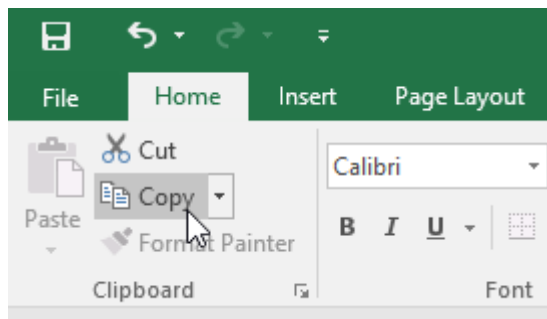 File Home Insert Page Layout
Cut
Calibri
Copy
Paste
B I U
Format Painter
Clipboard Font